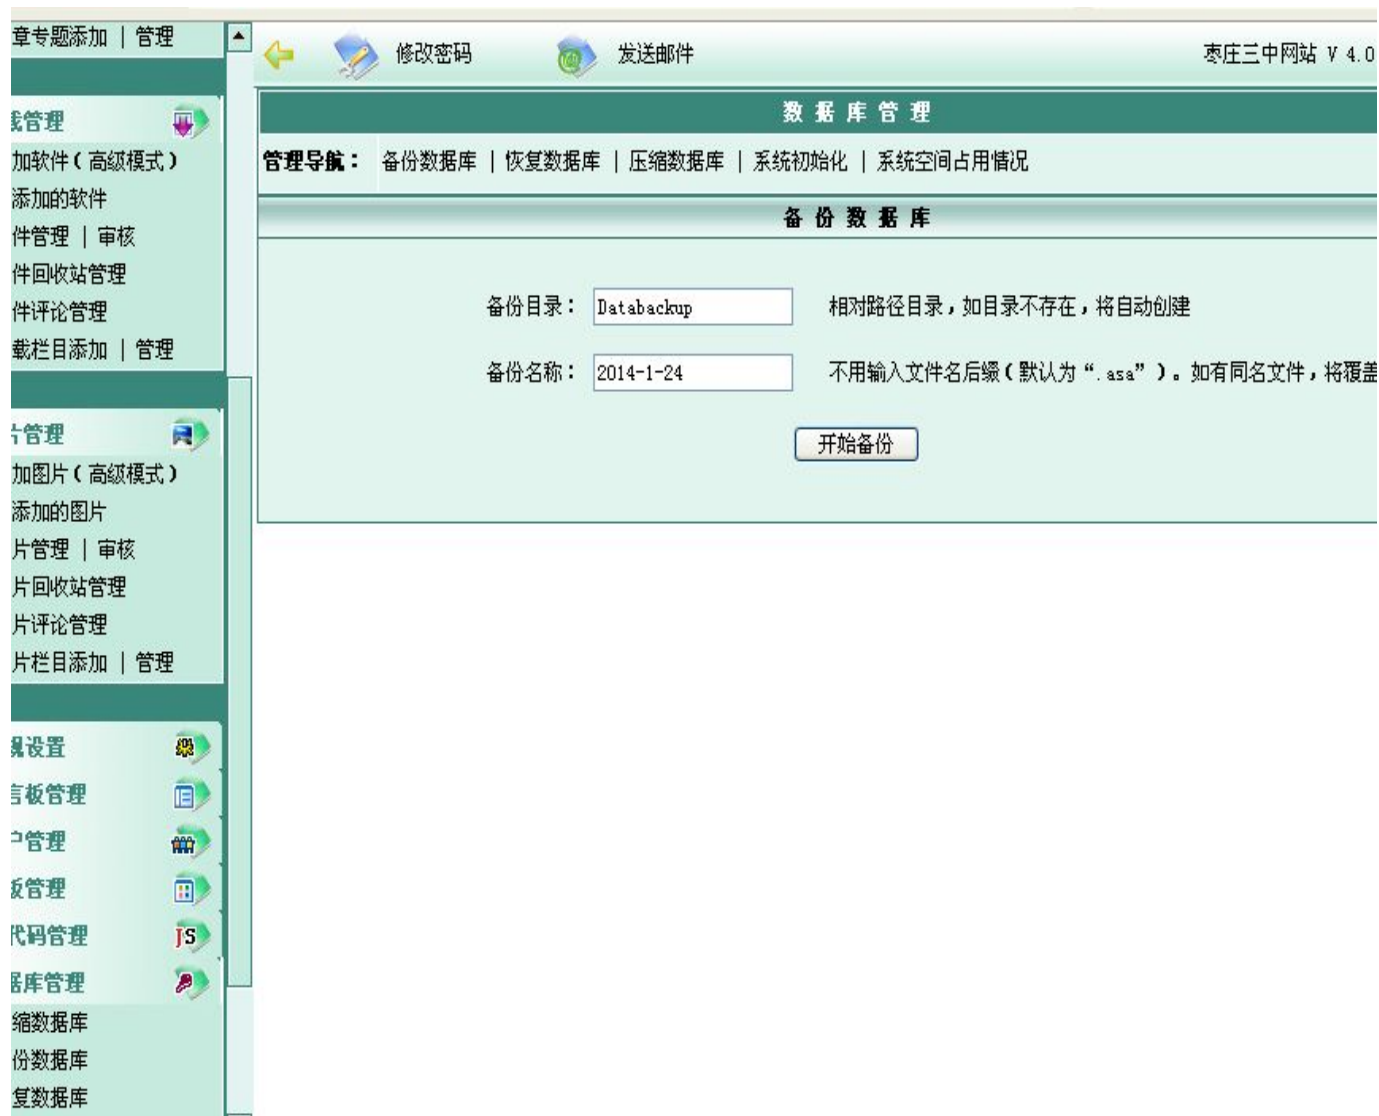 章专题添加 | 管理
管理
加软件(高级模式)
添加的软件
件管理 | 审核
件回收站管理
件评论管理
载栏目添加 | 管理
管理
加图片(高级模式)
添加的图片
片管理 | 审核
片回收站管理
片评论管理
片栏目添加 | 管理
设置
板管理
户管理
板管理
代码管理
JS
库管理
缩数据库
份数据库
复数据库
修改密码
发送邮件
枣庄三中网站 V 4.0
数据库管理
管理导航: 备份数据库 | 恢复数据库 | 压缩数据库 | 系统初始化 | 系统空间占用情况
备份数据库
备份目录: Databackup 相对路径目录,如目录不存在,将自动创建
备份名称: 2014-1-24 不用输入文件名后缀(默认为“.asa”)。如有同名文件,将覆盖
开始备份